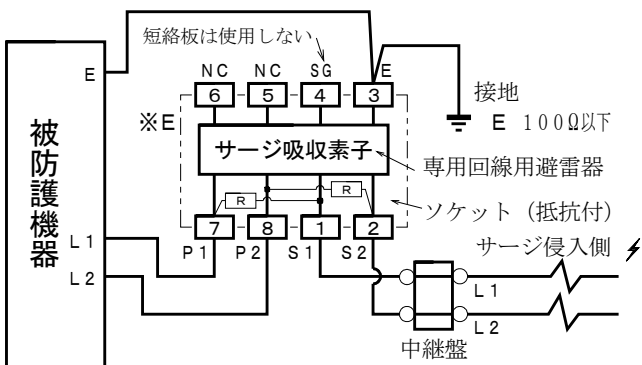 短絡板は使用しない
E
NC NC SG E
6 5 4 3
接地
※E
E 100Ω以下
被防護機器
サージ吸収素子
専用回線用避雷器
R R
ソケット（抵抗付）
7 8 1 2
L1
P1 P2 S1 S2
サージ侵入側
L2
L1
L2
中継盤